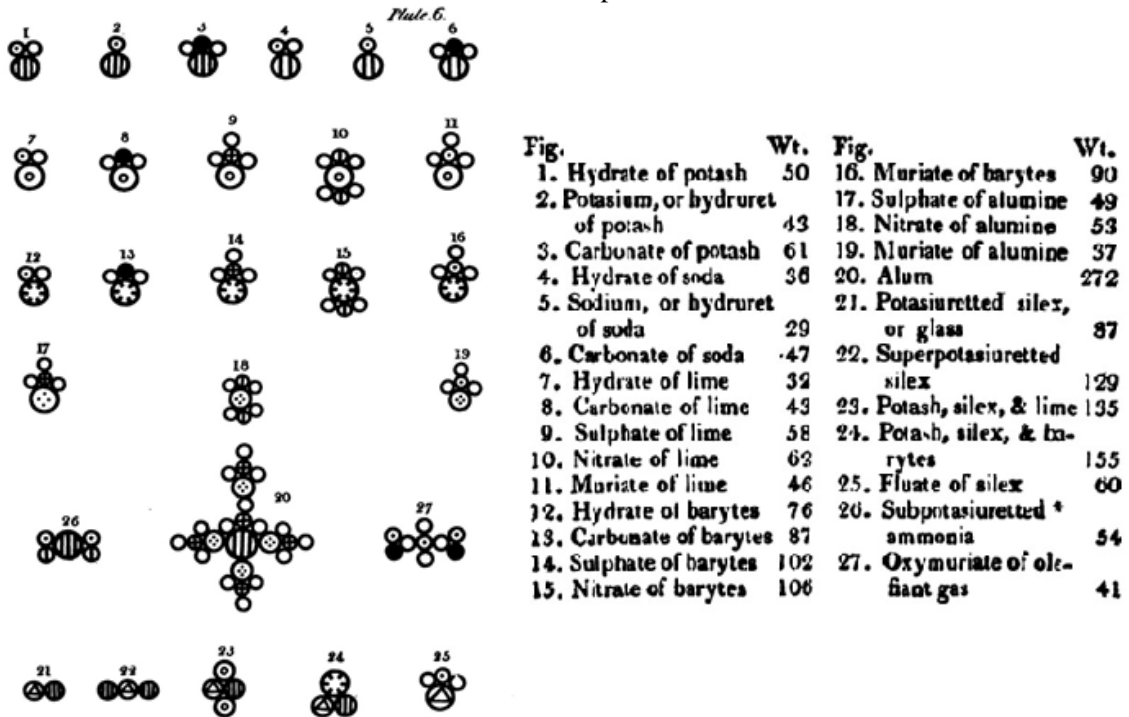 Plate.6.
1 2 3 4 5 6
7 8 9 10 11
12 13 14 15 16
17 18 19
20
26 27
21 22 23 24 25
Fig. Wt.
1. Hydrate of potash 50
2. Potasium, or hydruret
of potash 43
3. Carbonate of potash 61
4. Hydrate of soda 36
5. Sodium, or hydruret
of soda 29
6. Carbonate of soda 47
7. Hydrate of lime 32
8. Carbonate of lime 43
9. Sulphate of lime 58
10. Nitrate of lime 62
11. Muriate of lime 46
12. Hydrate of barytes 76
13. Carbonate of barytes 87
14. Sulphate of barytes 102
15. Nitrate of barytes 106
Fig. Wt.
16. Muriate of barytes 90
17. Sulphate of alumine 49
18. Nitrate of alumine 53
19. Muriate of alumine 37
20. Alum 272
21. Potasiuretted silex,
or glass 87
22. Superpotasiuretted
silex 129
23. Potash, silex, & lime 135
24. Potash, silex, & ba-
rytes 155
25. Fluate of silex 60
26. Subpotasiuretted *
ammonia 54
27. Oxymuriate of ole-
fiant gas 41